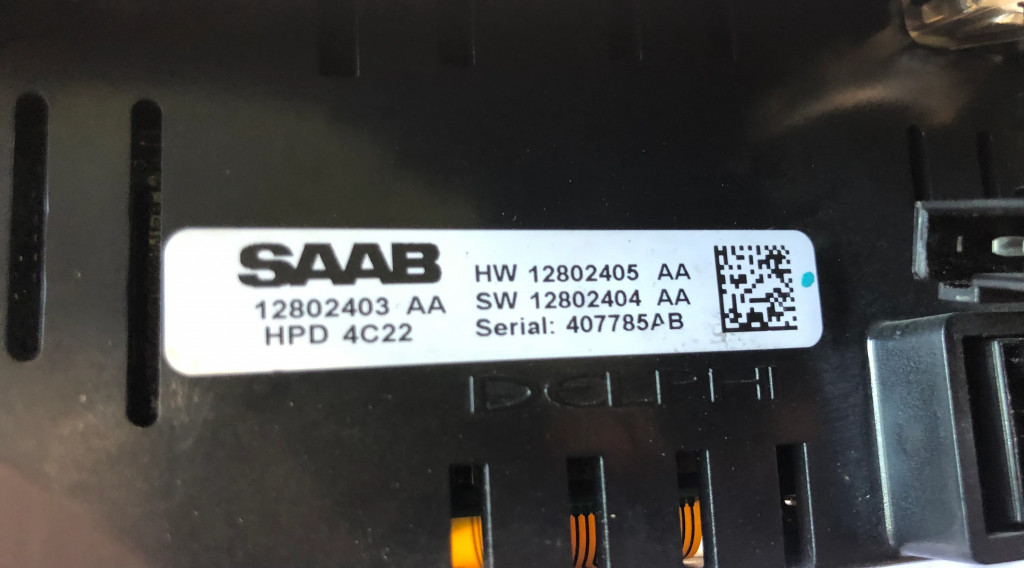 SAAB
12802403 AA
HPD 4C22
HW 12802405 AA
SW 12802404 AA
Serial: 407785AB
DELPHI